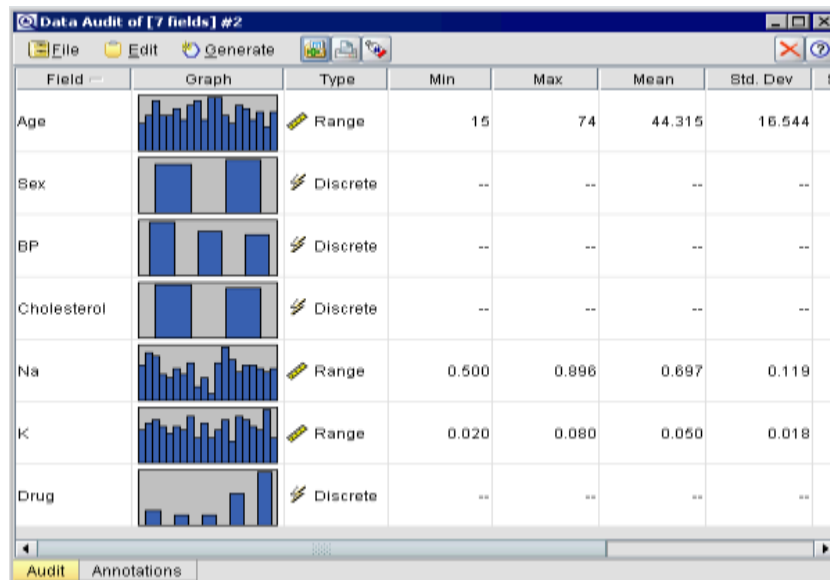 Data Audit of [7 fields] #2
File Edit Generate
Field Graph Type Min Max Mean Std. Dev
Age Range 15 74 44.315 16.544
Sex Discrete -- -- -- --
BP Discrete -- -- -- --
Cholesterol Discrete -- -- -- --
Na Range 0.500 0.896 0.697 0.119
K Range 0.020 0.080 0.050 0.018
Drug Discrete -- -- -- --
Audit Annotations